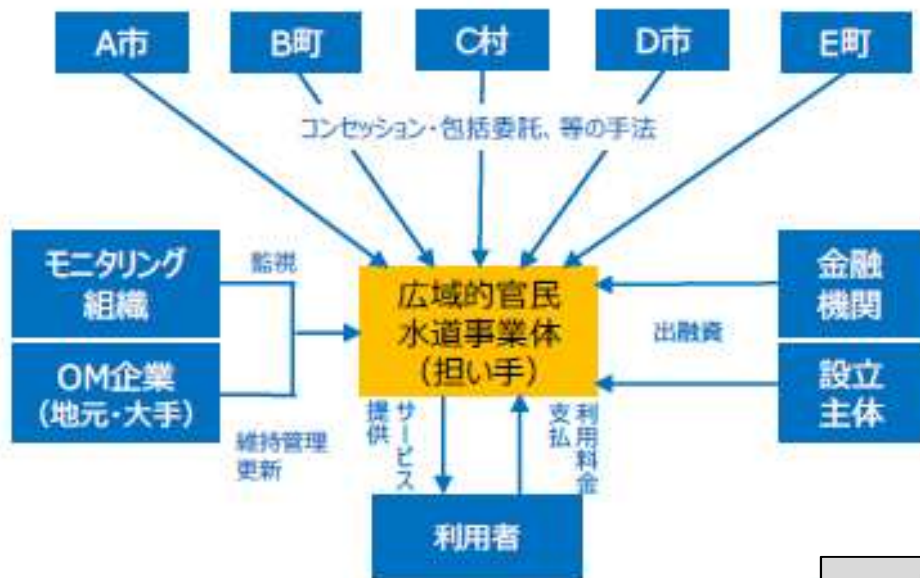 A市
B町
C村
D市
E町
コンセッション・包括委託、等の手法
モニタリング
組織
監視
広域的官民
水道事業体
(担い手)
金融
機関
出融資
OM企業
(地元・大手)
設立
主体
維持管理
更新
サービス
提供
利用料金
支払
利用者